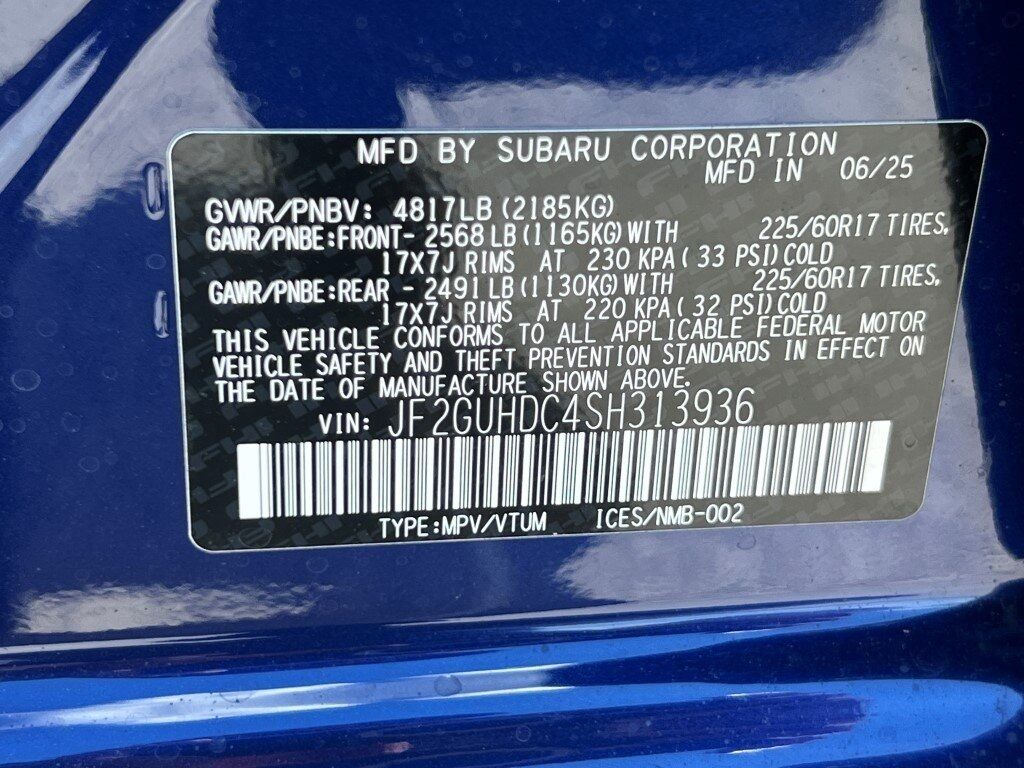 MFD BY SUBARU CORPORATION
MFD IN 06/25
GVWR/PNBV: 4817LB (2185KG)
GAWR/PNBE:FRONT- 2568 LB (1165KG) WITH 225/60R17 TIRES,
17X7J RIMS AT 230 KPA ( 33 PSI) COLD
GAWR/PNBE:REAR - 2491 LB (1130KG) WITH 225/60R17 TIRES,
17X7J RIMS AT 220 KPA ( 32 PSI) COLD
THIS VEHICLE CONFORMS TO ALL APPLICABLE FEDERAL MOTOR
VEHICLE SAFETY AND THEFT PREVENTION STANDARDS IN EFFECT ON
THE DATE OF MANUFACTURE SHOWN ABOVE.
VIN: JF2GUHDC4SH313936
TYPE:MPV/VTUM ICES/NMB-002